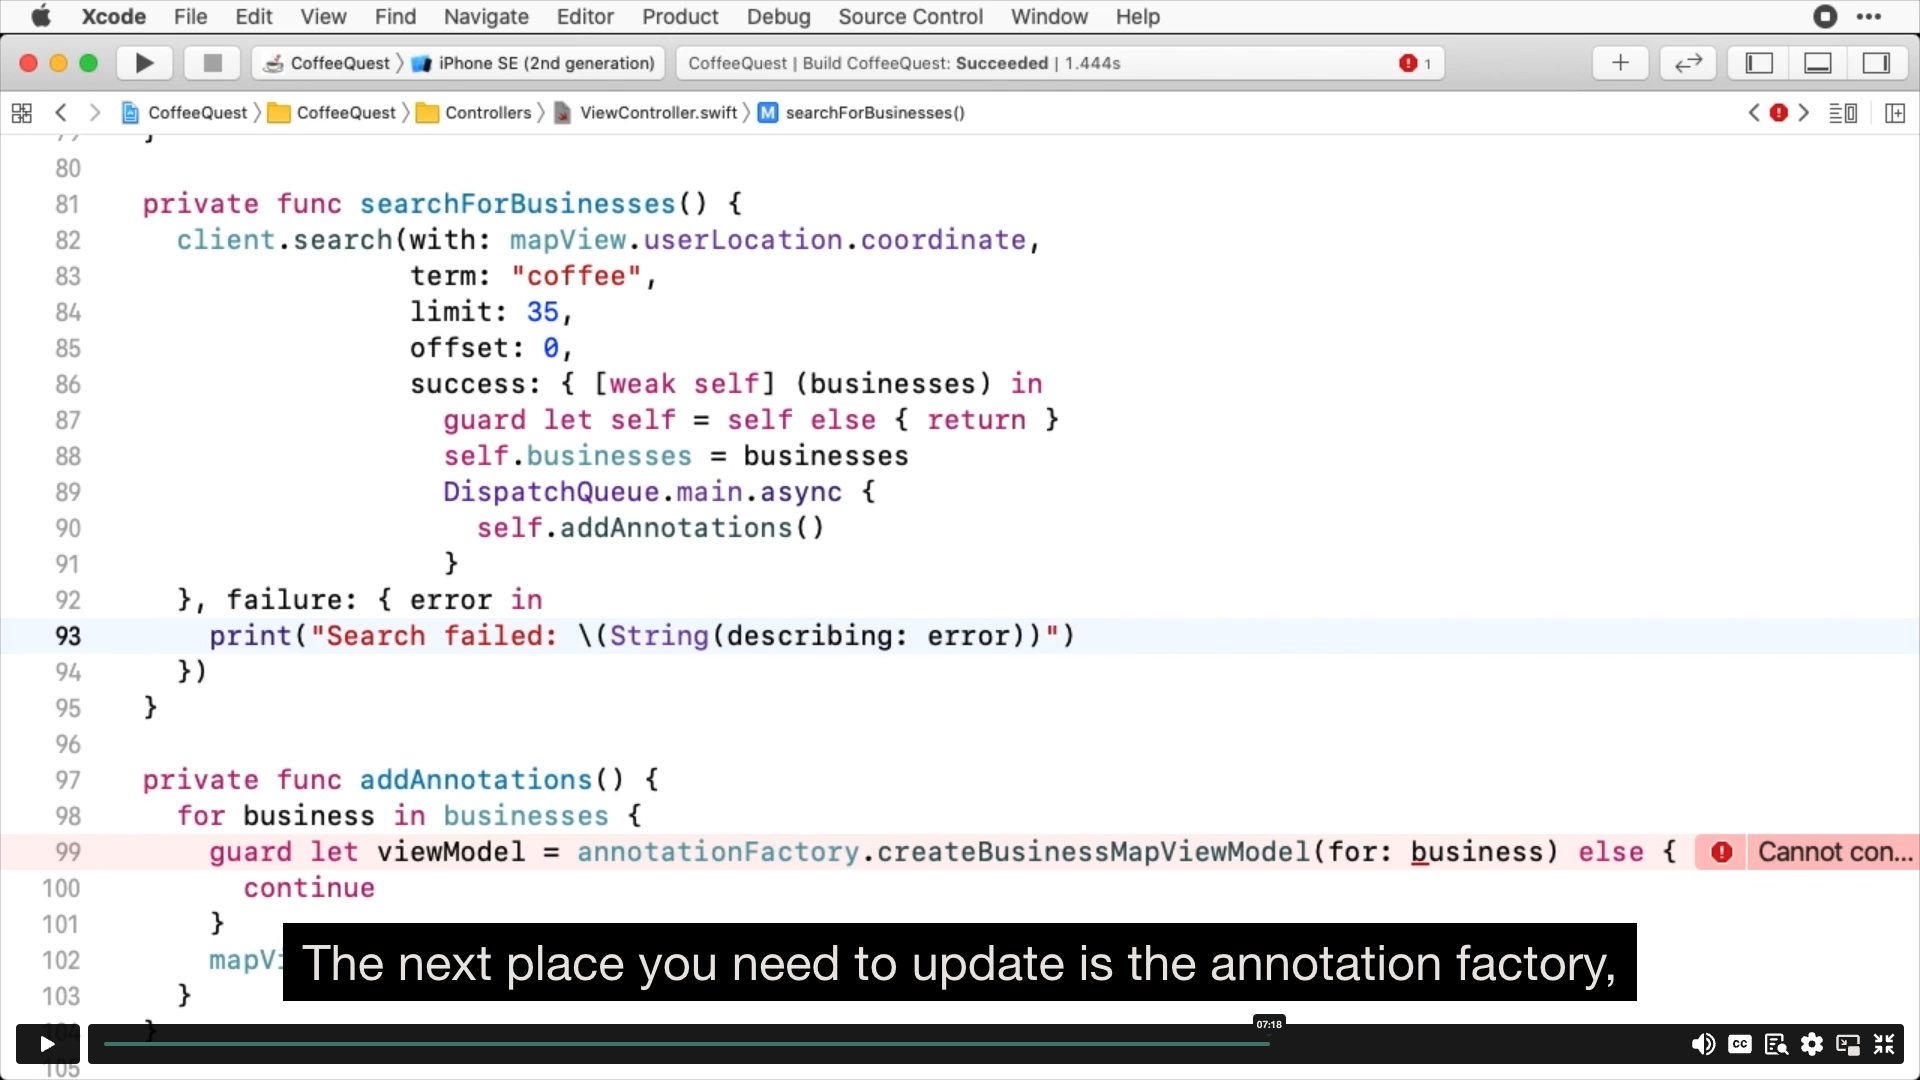 Xcode File Edit View Find Navigate Editor Product Debug Source Control Window Help
CoffeeQuest iPhone SE (2nd generation) CoffeeQuest | Build CoffeeQuest: Succeeded | 1.444s 1
CoffeeQuest CoffeeQuest Controllers ViewController.swift M searchForBusinesses()
}
80
81 private func searchForBusinesses() {
82 client.search(with: mapView.userLocation.coordinate,
83 term: "coffee",
84 limit: 35,
85 offset: 0,
86 success: { [weak self] (businesses) in
87 guard let self = self else { return }
88 self.businesses = businesses
89 DispatchQueue.main.async {
90 self.addAnnotations()
91 }
92 }, failure: { error in
93 print("Search failed: \(String(describing: error))")
94 })
95 }
96
97 private func addAnnotations() {
98 for business in businesses {
99 guard let viewModel = annotationFactory.createBusinessMapViewModel(for: business) else { Cannot con...
100 continue
101 }
102
103 }
104 }
105
The next place you need to update is the annotation factory,
07:18
CC